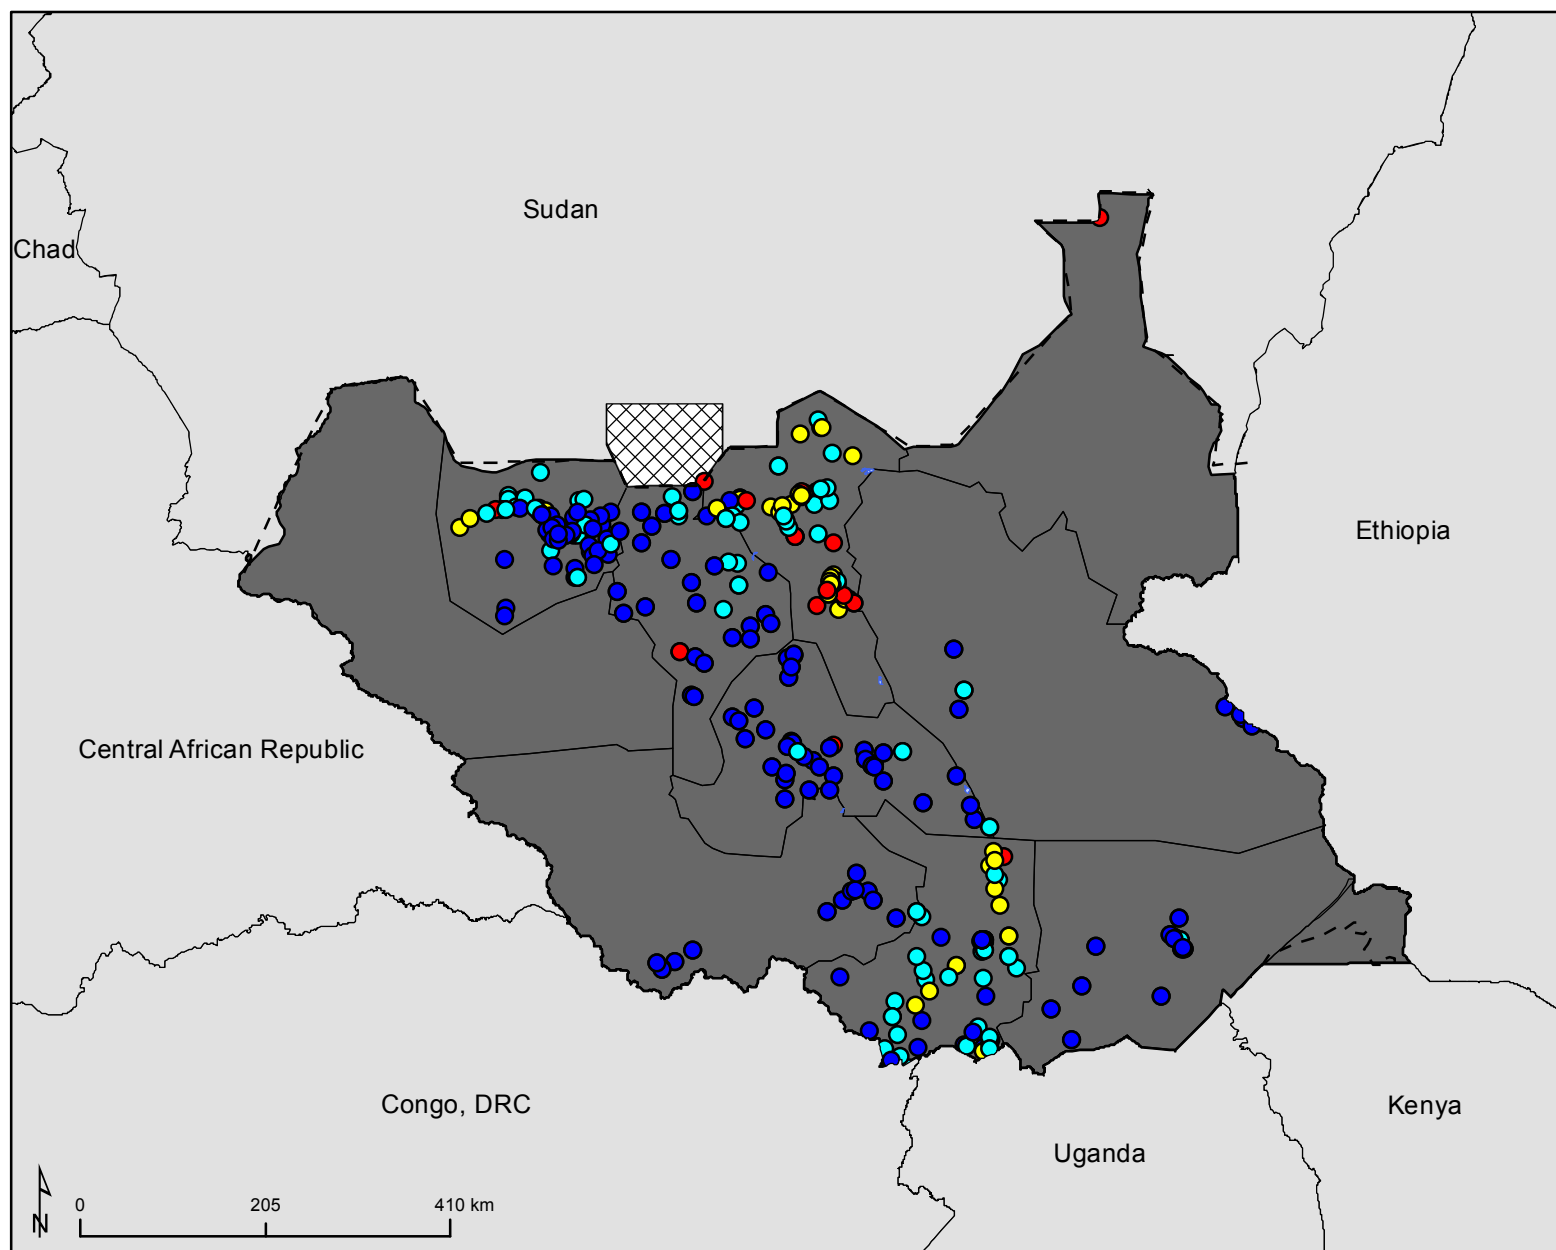 Sudan
Chad
Ethiopia
Central African Republic
Congo, DRC
Kenya
Uganda
0 205 410 km
N